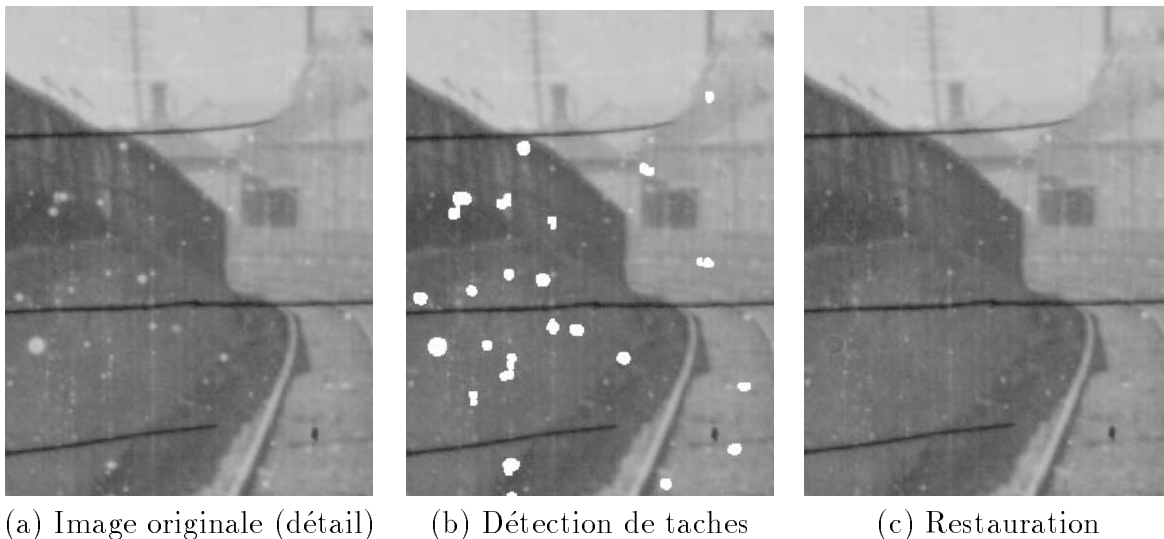 (a) Image originale (détail)
(b) Détection de taches
(c) Restauration